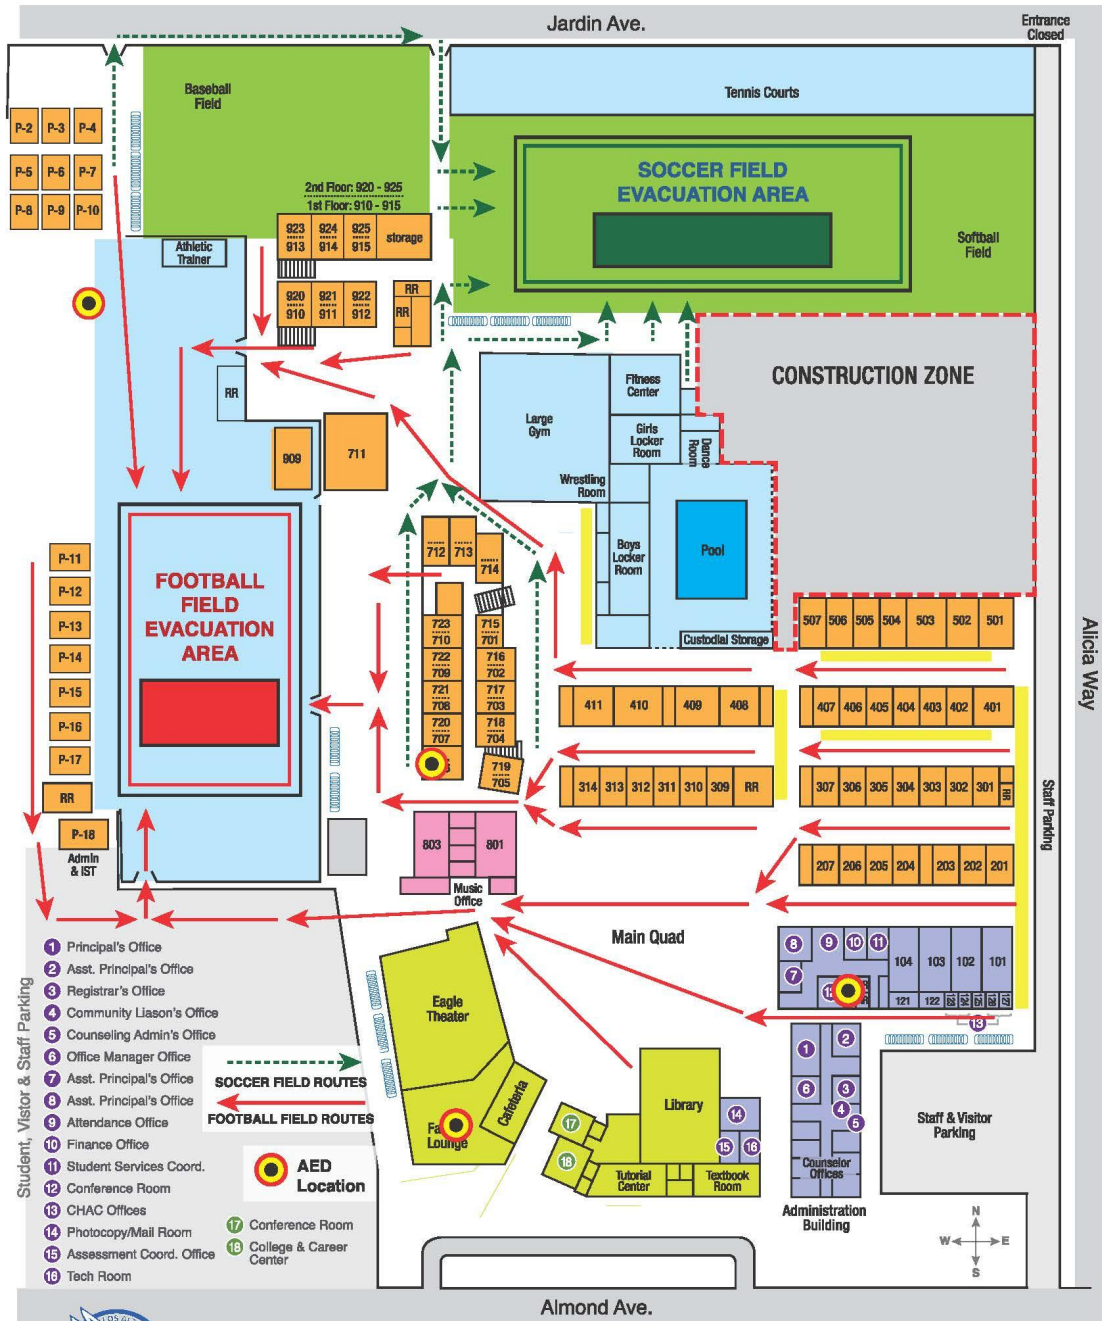 Jardin Ave.
Entrance
Closed
Baseball
Field
Tennis Courts
P-2 P-3 P-4
P-5 P-6 P-7
P-8 P-9 P-10
SOCCER FIELD
EVACUATION AREA
2nd Floor: 920 - 925
1st Floor: 910 - 915
923 924 925
913 914 915
storage
Athletic
Trainer
Softball
Field
920 921 922
910 911 912
RR
RR
CONSTRUCTION ZONE
RR
Fitness
Center
Large
Gym
Girls
Locker
Room
Dance
Room
909
711
Wrestling
Room
Boys
Locker
Room
Pool
Custodial Storage
712 713
714
P-11
P-12
P-13
P-14
P-15
P-16
P-17
RR
P-18
Admin
& IST
FOOTBALL
FIELD
EVACUATION
AREA
723
710
722
709
721
708
720
707
715
701
716
702
717
703
718
704
719
705
507 506 505 504 503 502 501
411 410 409 408
407 406 405 404 403 402 401
314 313 312 311 310 309 RR
307 306 305 304 303 302 301 RR
207 206 205 204 203 202 201
Alicia Way
Staff Parking
803 801
Music
Office
Main Quad
8 9 10 11
7
104 103 102 101
121 122 123 124 125 126 127
13
Eagle
Theater
Cafeteria
Lounge
Library
17
18
14
15 16
Tutorial
Center
Textbook
Room
1 2
6 3
4
5
Counselor
Offices
Administration
Building
Staff & Visitor
Parking
Student, Vistor & Staff Parking
1 Principal's Office
2 Asst. Principal's Office
3 Registrar's Office
4 Community Liason's Office
5 Counseling Admin's Office
6 Office Manager Office
7 Asst. Principal's Office
8 Asst. Principal's Office
9 Attendance Office
10 Finance Office
11 Student Services Coord.
12 Conference Room
13 CHAC Offices
14 Photocopy/Mail Room
15 Assessment Coord. Office
16 Tech Room
SOCCER FIELD ROUTES
FOOTBALL FIELD ROUTES
AED
Location
17 Conference Room
18 College & Career
Center
N
W E
S
Almond Ave.